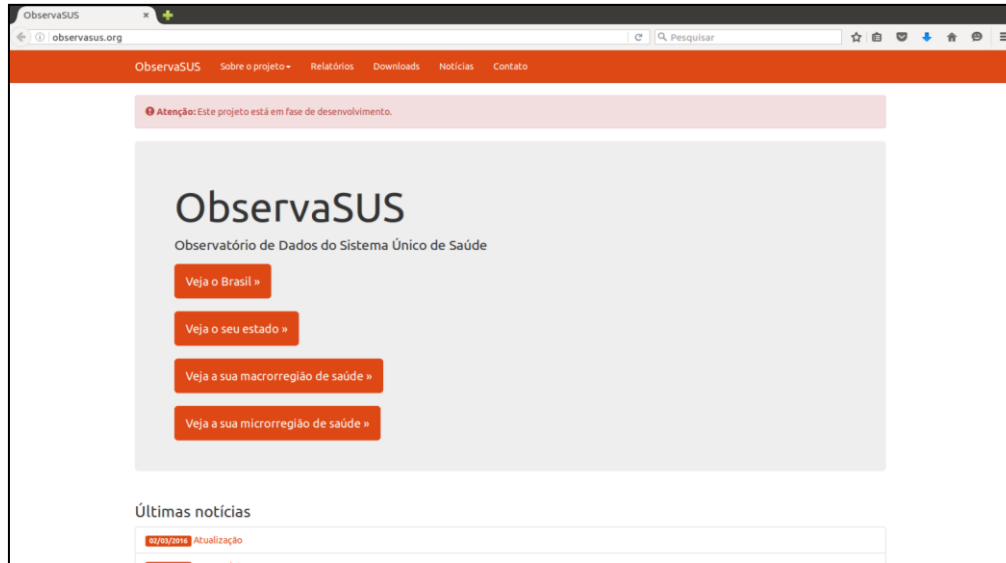 ObservaSUS
observasus.org
Pesquisar
ObservaSUS Sobre o projeto Relatórios Downloads Notícias Contato
Atenção: Este projeto está em fase de desenvolvimento.
ObservaSUS
Observatório de Dados do Sistema Único de Saúde
Veja o Brasil »
Veja o seu estado »
Veja a sua macrorregião de saúde »
Veja a sua microrregião de saúde »
Últimas notícias
02/03/2016 Atualização